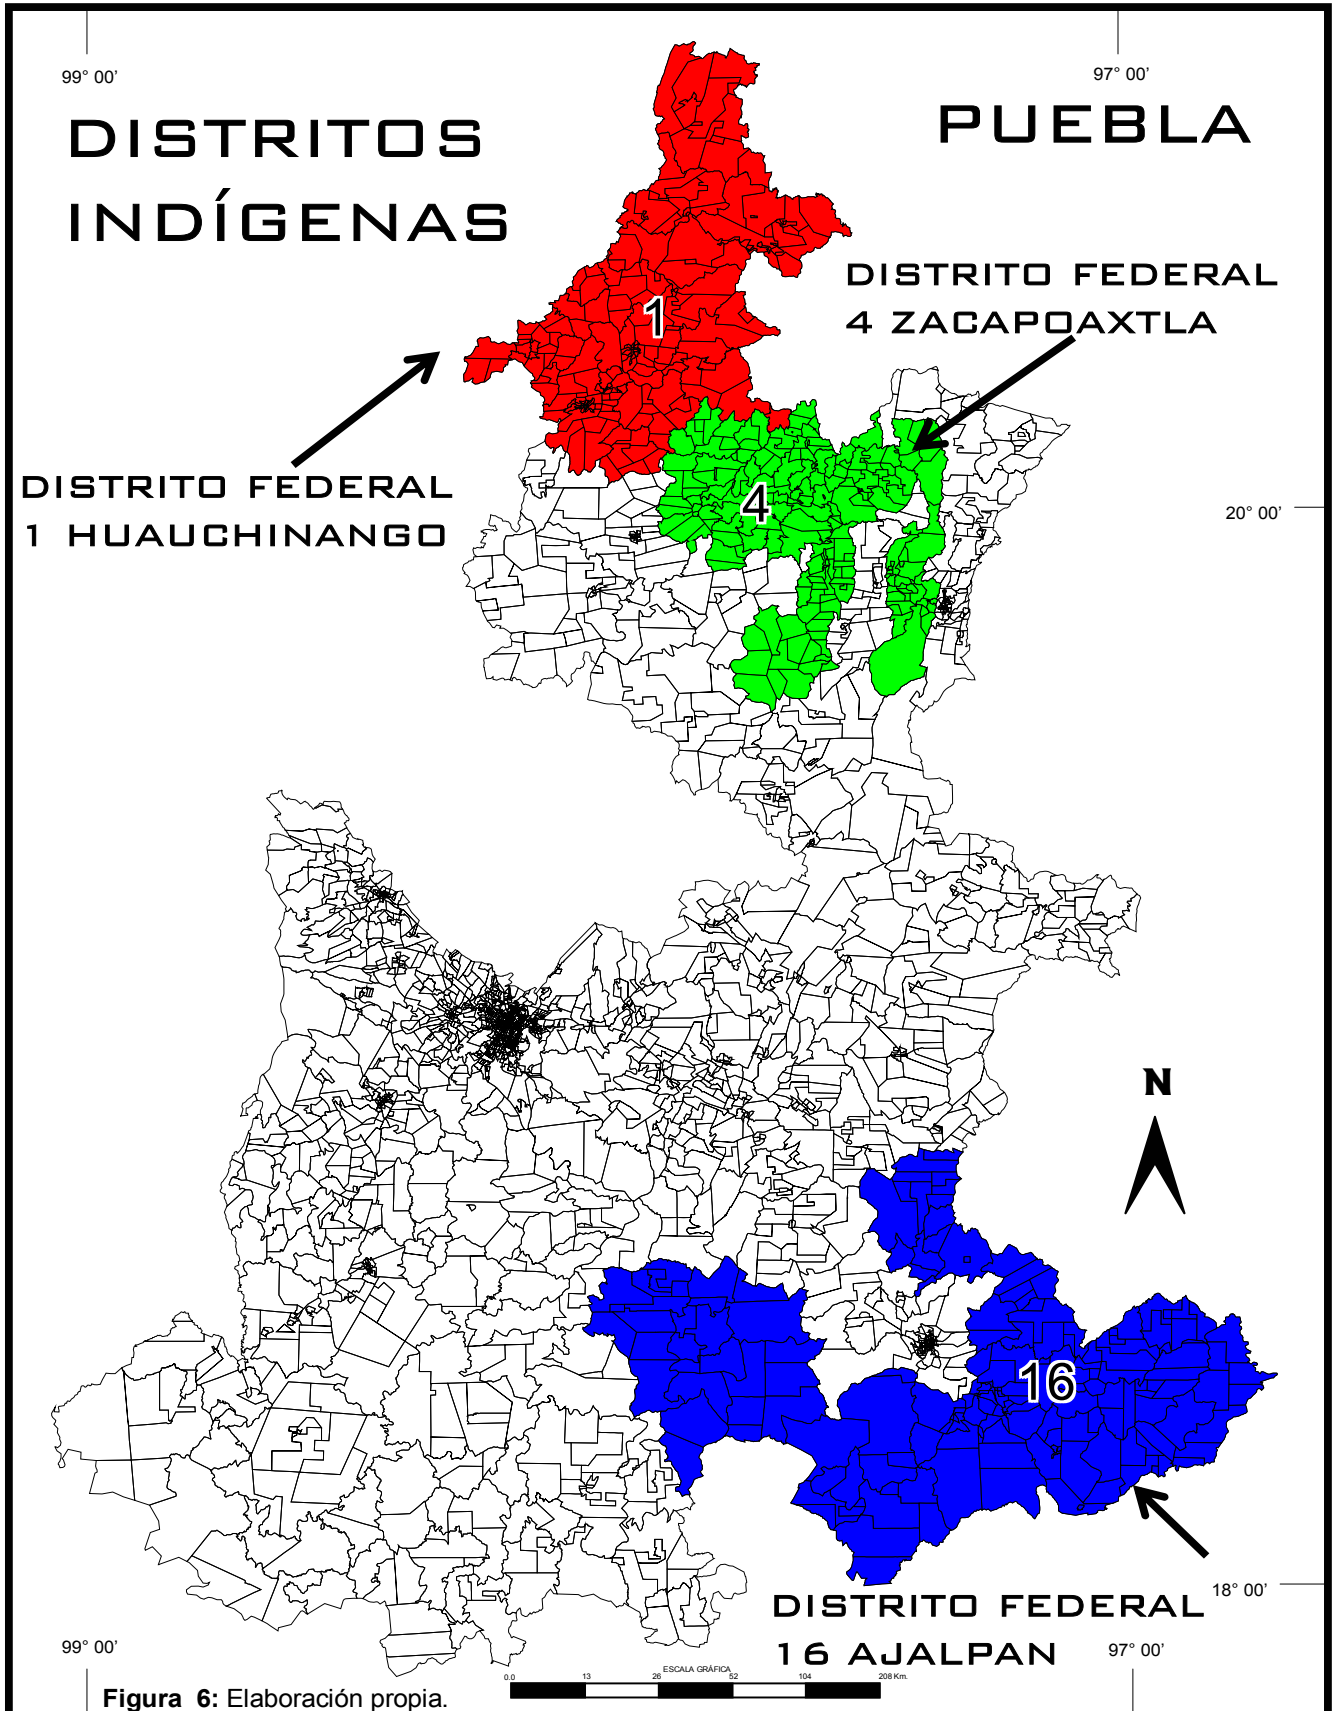 99° 00'
97° 00'
DISTRITOS
INDÍGENAS
PUEBLA
DISTRITO FEDERAL
4 ZACAPOAXTLA
1
DISTRITO FEDERAL
1 HUAUCHINANGO
4
20° 00'
N
16
18° 00'
DISTRITO FEDERAL
16 AJALPAN
99° 00'
97° 00'
ESCALA GRÁFICA
0.0 13 26 52 104 208 Km.
Figura 6: Elaboración propia.